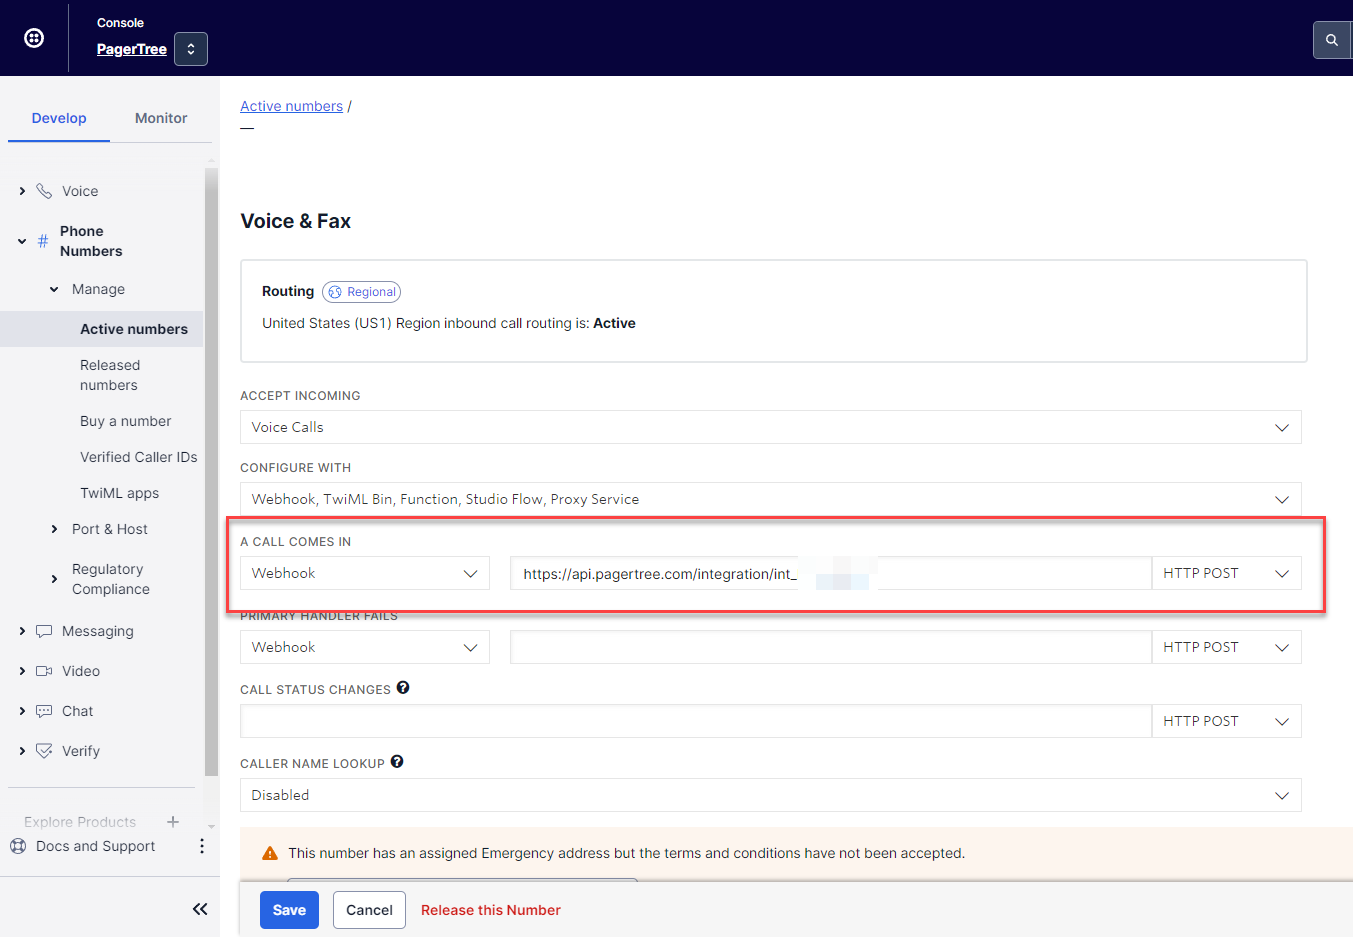 Console
PagerTree
Develop
Monitor
Voice
Phone
Numbers
Manage
Active numbers
Released
numbers
Buy a number
Verified Caller IDs
TwiML apps
Port & Host
Regulatory
Compliance
Messaging
Video
Chat
Verify
Explore Products
Docs and Support
Active numbers /
—
Voice & Fax
Routing Regional
United States (US1) Region inbound call routing is: Active
ACCEPT INCOMING
Voice Calls
CONFIGURE WITH
Webhook, TwiML Bin, Function, Studio Flow, Proxy Service
A CALL COMES IN
Webhook https://api.pagertree.com/integration/int_ HTTP POST
PRIMARY HANDLER FAILS
Webhook HTTP POST
CALL STATUS CHANGES ?
HTTP POST
CALLER NAME LOOKUP ?
Disabled
This number has an assigned Emergency address but the terms and conditions have not been accepted.
Save Cancel Release this Number